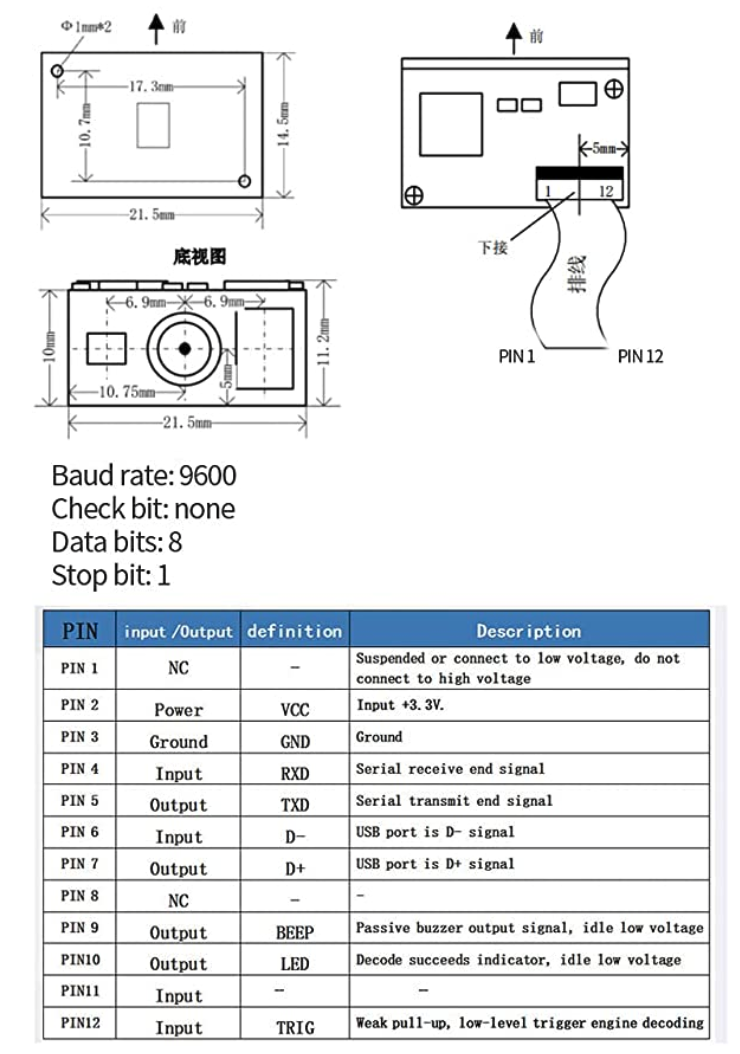 Φ1mm*2
前
17.3mm
10.7mm
14.5mm
21.5mm
前
5mm
1
12
下接
排线
PIN 1
PIN 12
底视图
6.9mm
6.9mm
10mm
11.2mm
10.75mm
5mm
21.5mm
Baud rate: 9600
Check bit: none
Data bits: 8
Stop bit: 1
PIN input /Output definition Description
PIN 1 NC – Suspended or connect to low voltage, do not
connect to high voltage
PIN 2 Power VCC Input +3.3V.
PIN 3 Ground GND Ground
PIN 4 Input RXD Serial receive end signal
PIN 5 Output TXD Serial transmit end signal
PIN 6 Input D– USB port is D– signal
PIN 7 Output D+ USB port is D+ signal
PIN 8 NC – –
PIN 9 Output BEEP Passive buzzer output signal, idle low voltage
PIN10 Output LED Decode succeeds indicator, idle low voltage
PIN11 Input – –
PIN12 Input TRIG Weak pull-up, low-level trigger engine decoding